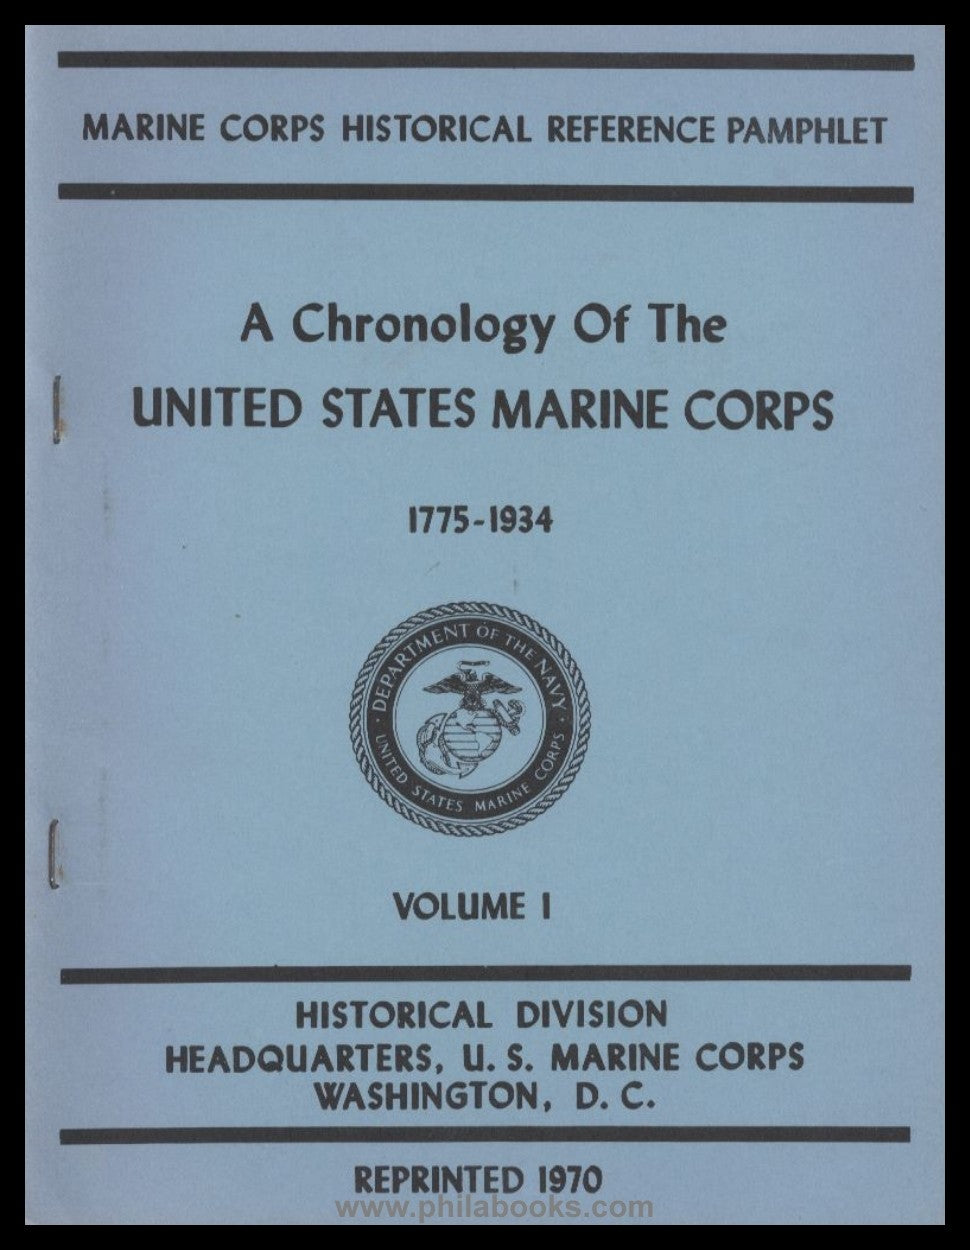 MARINE CORPS HISTORICAL REFERENCE PAMPHLET
A Chronology Of The
UNITED STATES MARINE CORPS
1775-1934
DEPARTMENT OF THE NAVY
UNITED STATES MARINE CORPS
VOLUME I
HISTORICAL DIVISION
HEADQUARTERS, U. S. MARINE CORPS
WASHINGTON, D. C.
REPRINTED 1970
www.philabooks.com